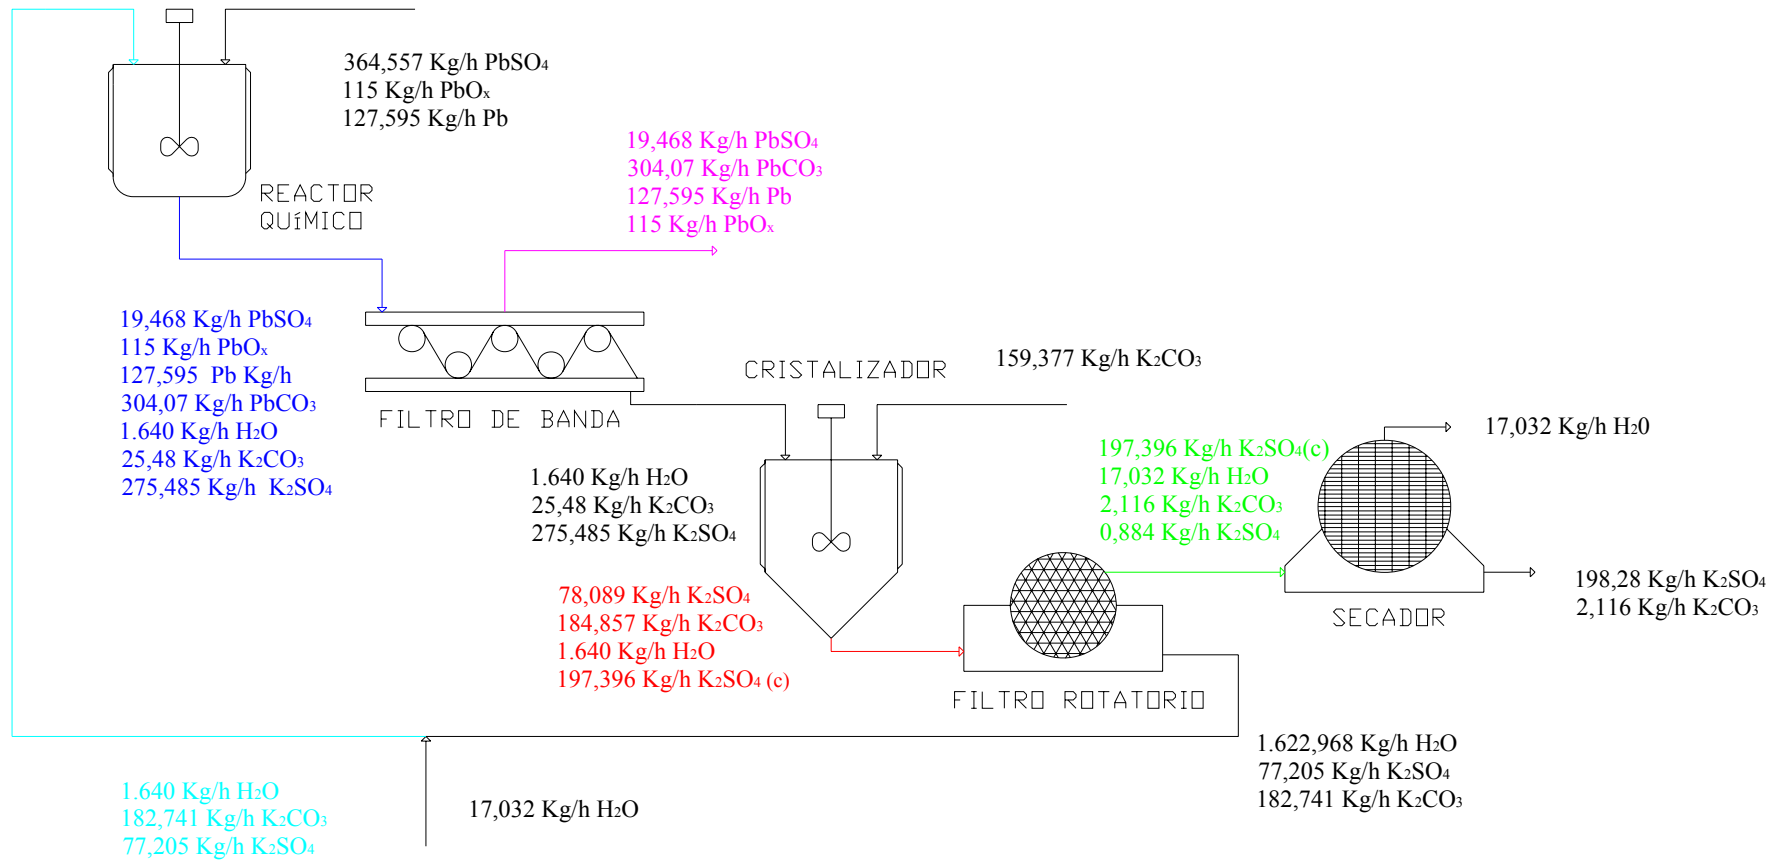 364,557 Kg/h PbSO₄
115 Kg/h PbOₓ
127,595 Kg/h Pb
19,468 Kg/h PbSO₄
304,07 Kg/h PbCO₃
127,595 Kg/h Pb
115 Kg/h PbOₓ
REACTOR
QUíMICO
19,468 Kg/h PbSO₄
115 Kg/h PbOₓ
127,595 Pb Kg/h
304,07 Kg/h PbCO₃
1.640 Kg/h H₂O
25,48 Kg/h K₂CO₃
275,485 Kg/h K₂SO₄
FILTRO DE BANDA
CRISTALIZADOR
159,377 Kg/h K₂CO₃
1.640 Kg/h H₂O
25,48 Kg/h K₂CO₃
275,485 Kg/h K₂SO₄
197,396 Kg/h K₂SO₄(c)
17,032 Kg/h H₂O
2,116 Kg/h K₂CO₃
0,884 Kg/h K₂SO₄
17,032 Kg/h H₂0
198,28 Kg/h K₂SO₄
2,116 Kg/h K₂CO₃
SECADOR
78,089 Kg/h K₂SO₄
184,857 Kg/h K₂CO₃
1.640 Kg/h H₂O
197,396 Kg/h K₂SO₄ (c)
FILTRO ROTATORIO
1.622,968 Kg/h H₂O
77,205 Kg/h K₂SO₄
182,741 Kg/h K₂CO₃
1.640 Kg/h H₂O
182,741 Kg/h K₂CO₃
77,205 Kg/h K₂SO₄
17,032 Kg/h H₂O